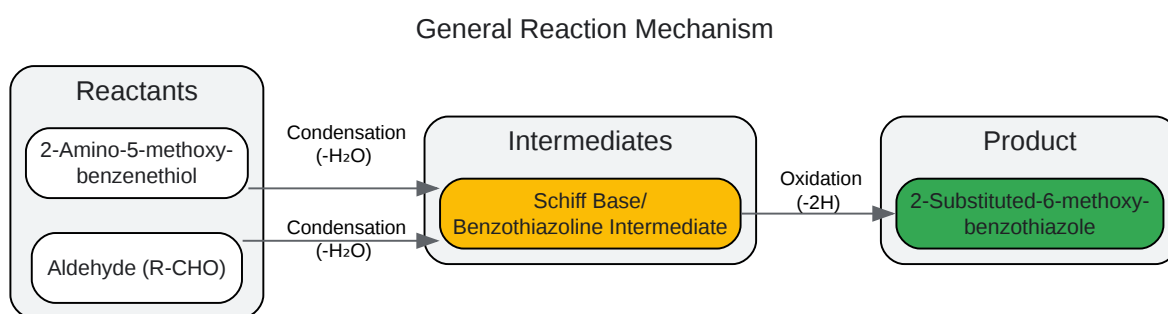 General Reaction Mechanism
Reactants
2-Amino-5-methoxy-
benzenethiol
Aldehyde (R-CHO)
Condensation
(-H₂O)
Condensation
(-H₂O)
Intermediates
Schiff Base/
Benzothiazoline Intermediate
Oxidation
(-2H)
Product
2-Substituted-6-methoxy-
benzothiazole